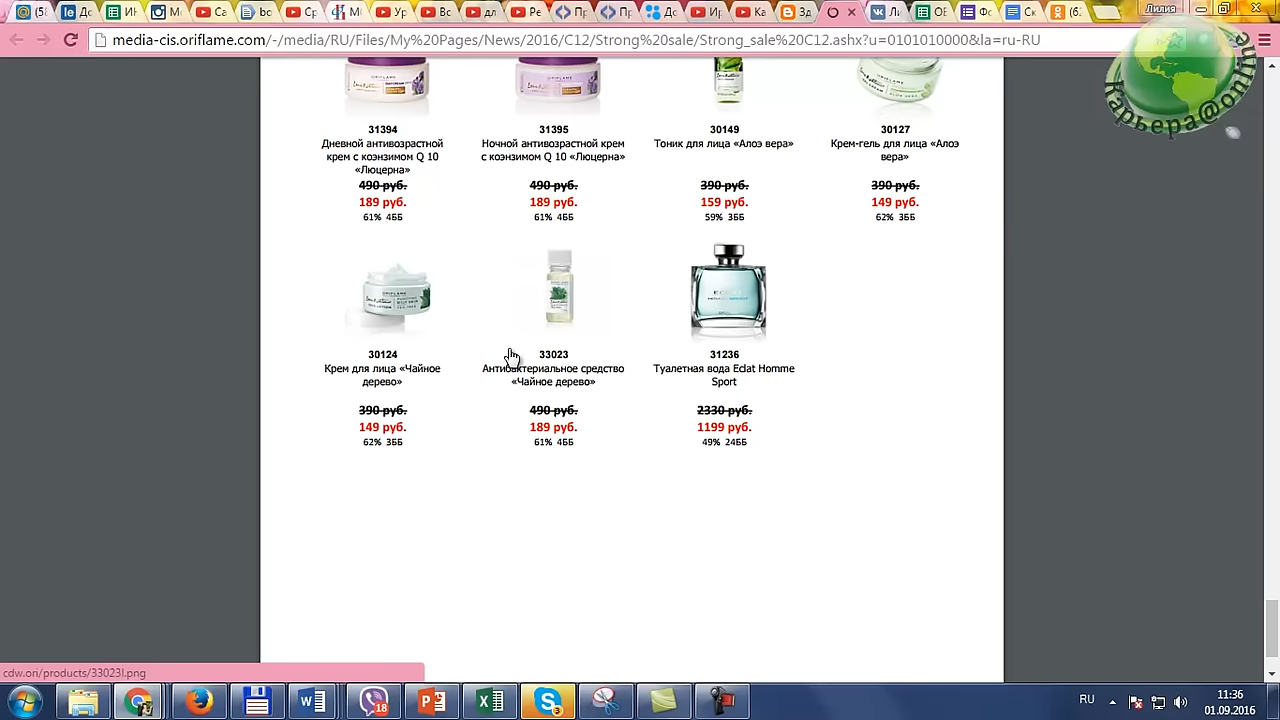 Лилия
media-cis.oriflame.com/~/media/RU/Files/My%20Pages/News/2016/C12/Strong%20sale/Strong_sale%20C12.ashx?u=0101010000&la=ru-RU
Карьера@online
31394
Дневной антивозрастной
крем с коэнзимом Q 10
«Люцерна»
490 руб.
189 руб.
61% 4ББ
31395
Ночной антивозрастной крем
с коэнзимом Q 10 «Люцерна»
490 руб.
189 руб.
61% 4ББ
30149
Тоник для лица «Алоэ вера»
390 руб.
159 руб.
59% 3ББ
30127
Крем-гель для лица «Алоэ
вера»
390 руб.
149 руб.
62% 3ББ
30124
Крем для лица «Чайное
дерево»
390 руб.
149 руб.
62% 3ББ
33023
Антибактериальное средство
«Чайное дерево»
490 руб.
189 руб.
61% 4ББ
31236
Туалетная вода Eclat Homme
Sport
2330 руб.
1199 руб.
49% 24ББ
cdw.ori/products/33023l.png
18
3
RU
11:36
01.09.2016